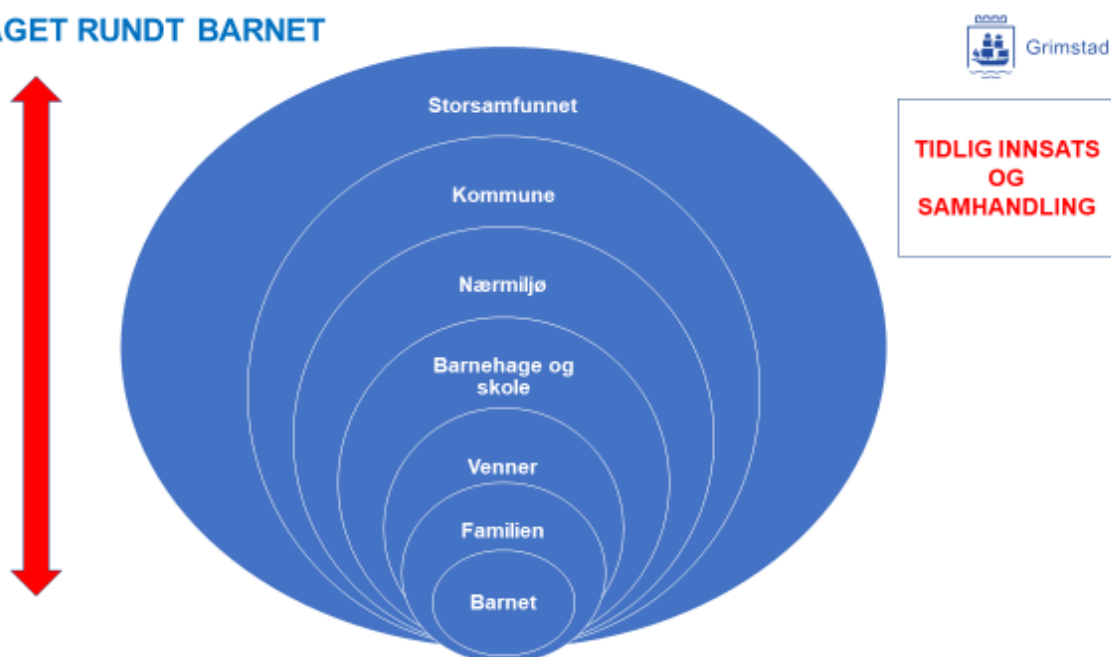 AGET RUNDT BARNET
Grimstad
Storsamfunnet
TIDLIG INNSATS
OG
SAMHANDLING
Kommune
Nærmiljø
Barnehage og
skole
Venner
Familien
Barnet